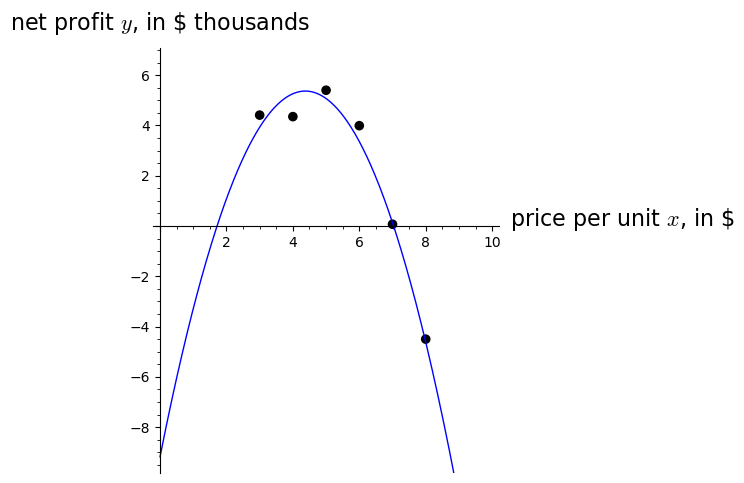 net profit y, in $ thousands
6
4
2
price per unit x, in $
2 4 6 8 10
−2
−4
−6
−8